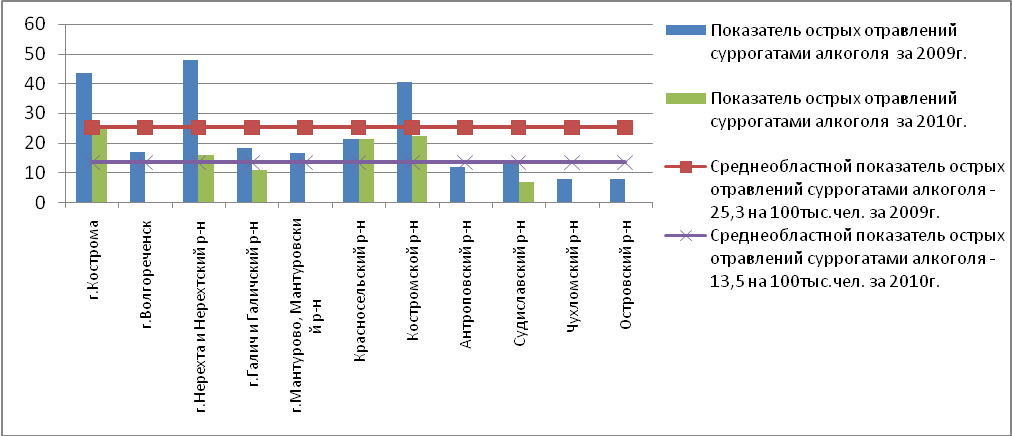 60
50
40
30
20
10
0
г.Кострома
г.Волгореченск
г.Нерехта и Нерехтский р-н
г.Галич и Галичский р-н
г.Мантурово, Мантуровски
й р-н
Красносельский р-н
Костромской р-н
Антроповский р-н
Судиславский р-н
Чухломский р-н
Островский р-н
Показатель острых отравлений
суррогатами алкоголя за 2009г.
Показатель острых отравлений
суррогатами алкоголя за 2010г.
Среднеобластной показатель острых
отравлений суррогатами алкоголя -
25,3 на 100тыс.чел. за 2009г.
Среднеобластной показатель острых
отравлений суррогатами алкоголя -
13,5 на 100тыс.чел. за 2010г.